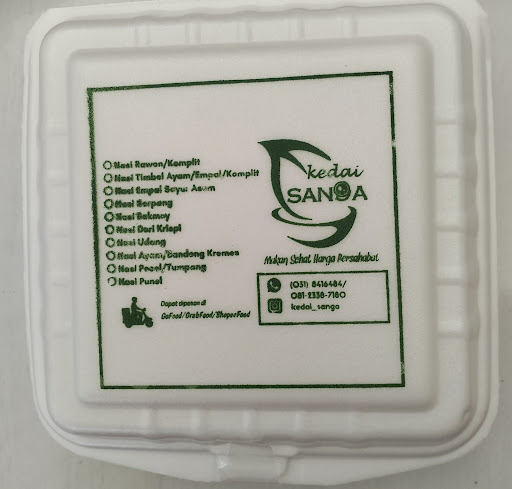 Nasi Rawon/Komplit
Nasi Timbel Ayam/Empal/Komplit
Nasi Empal Sayur Asem
Nasi Serpang
Nasi Bakmoy
Nasi Dori Krispi
Nasi Udang
Nasi Ayam/Bandeng Kremes
Nasi Pecel/Tumpang
Nasi Punel
Dapat dipesan di
GoFood/GrabFood/ShopeeFood
kedai
SANGA
Makan Sehat Harga Bersahabat
(031) 8416484/
081-2338-7180
kedai_sanga